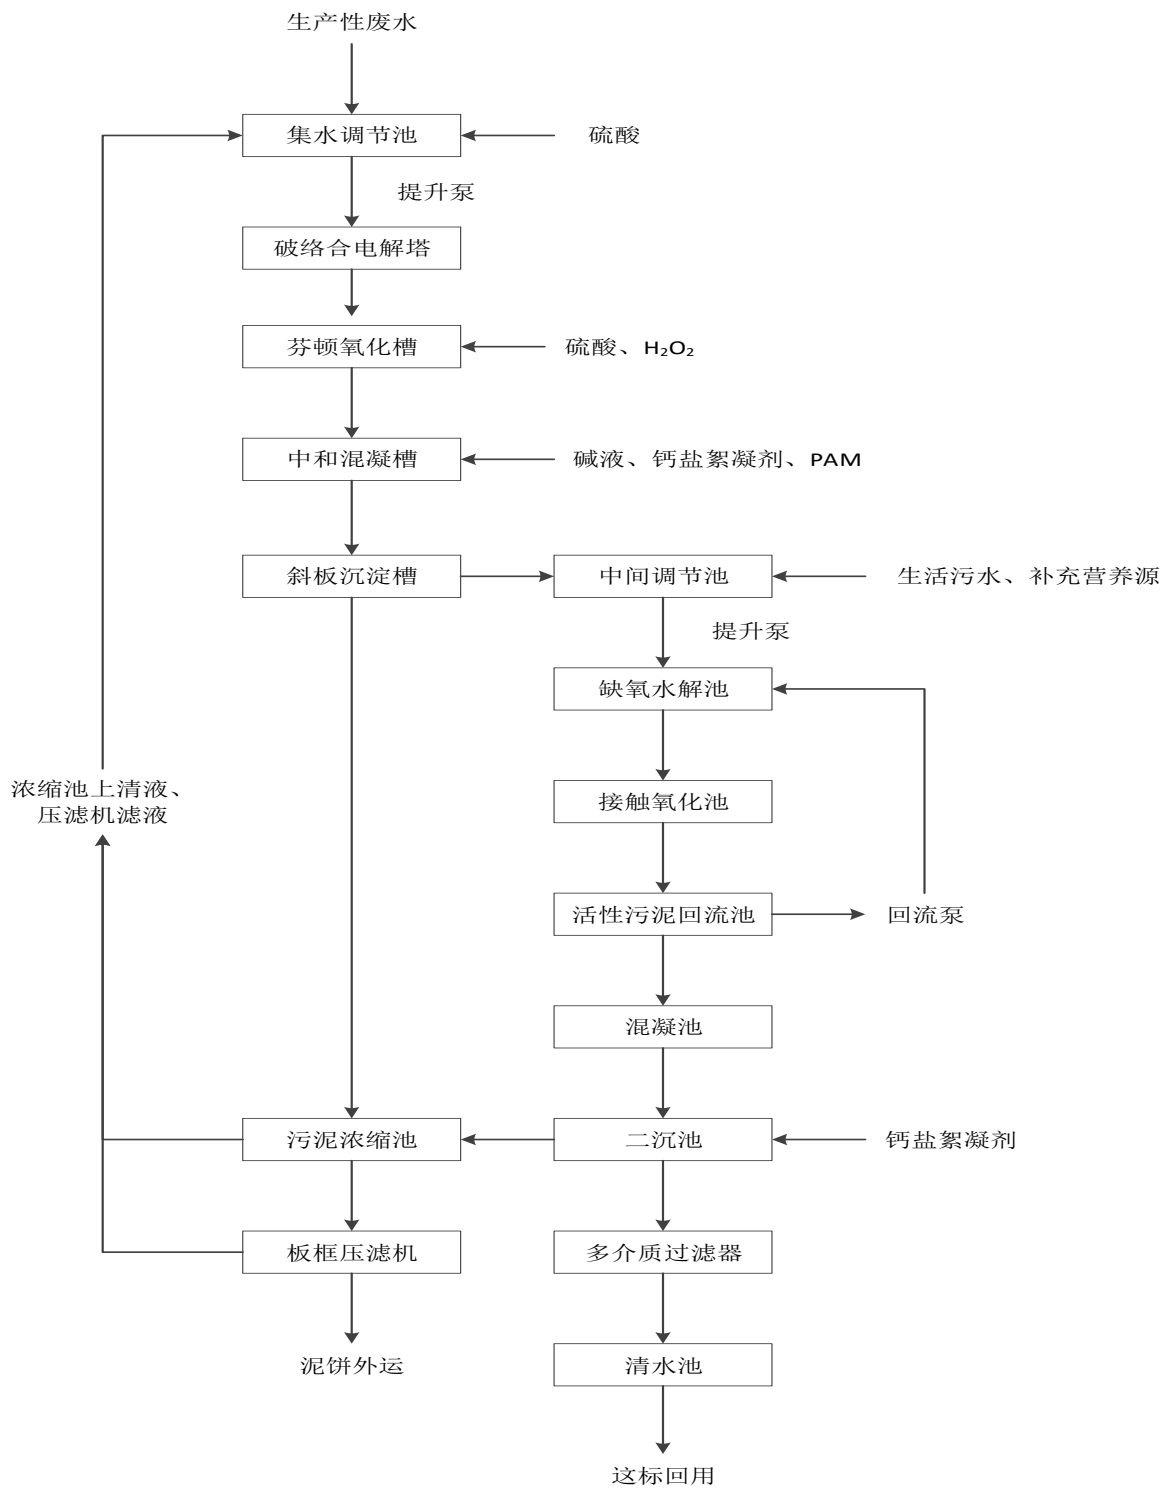 生产性废水
集水调节池
硫酸
提升泵
破络合电解塔
芬顿氧化槽
硫酸、H₂O₂
中和混凝槽
碱液、钙盐絮凝剂、PAM
斜板沉淀槽
中间调节池
生活污水、补充营养源
提升泵
缺氧水解池
浓缩池上清液、
压滤机滤液
接触氧化池
活性污泥回流池
回流泵
混凝池
污泥浓缩池
二沉池
钙盐絮凝剂
板框压滤机
多介质过滤器
泥饼外运
清水池
这标回用